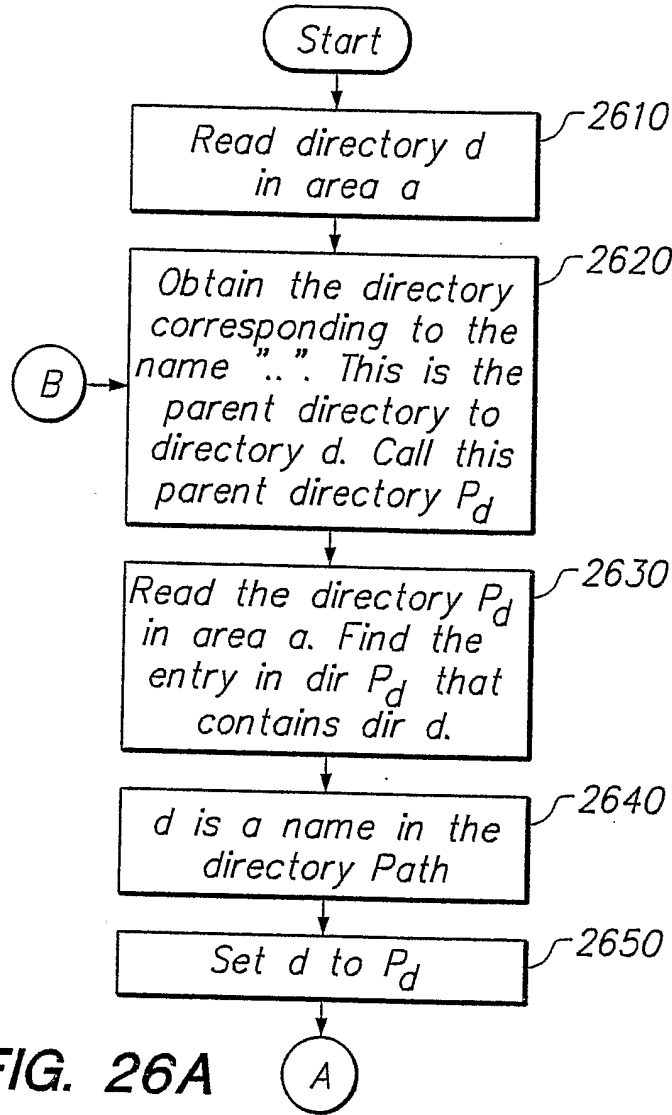 Start
2610
Read directory d
in area a
2620
Obtain the directory
corresponding to the
name "..". This is the
parent directory to
directory d. Call this
parent directory Pd
B
2630
Read the directory Pd
in area a. Find the
entry in dir Pd that
contains dir d.
2640
d is a name in the
directory Path
2650
Set d to Pd
A
FIG. 26A